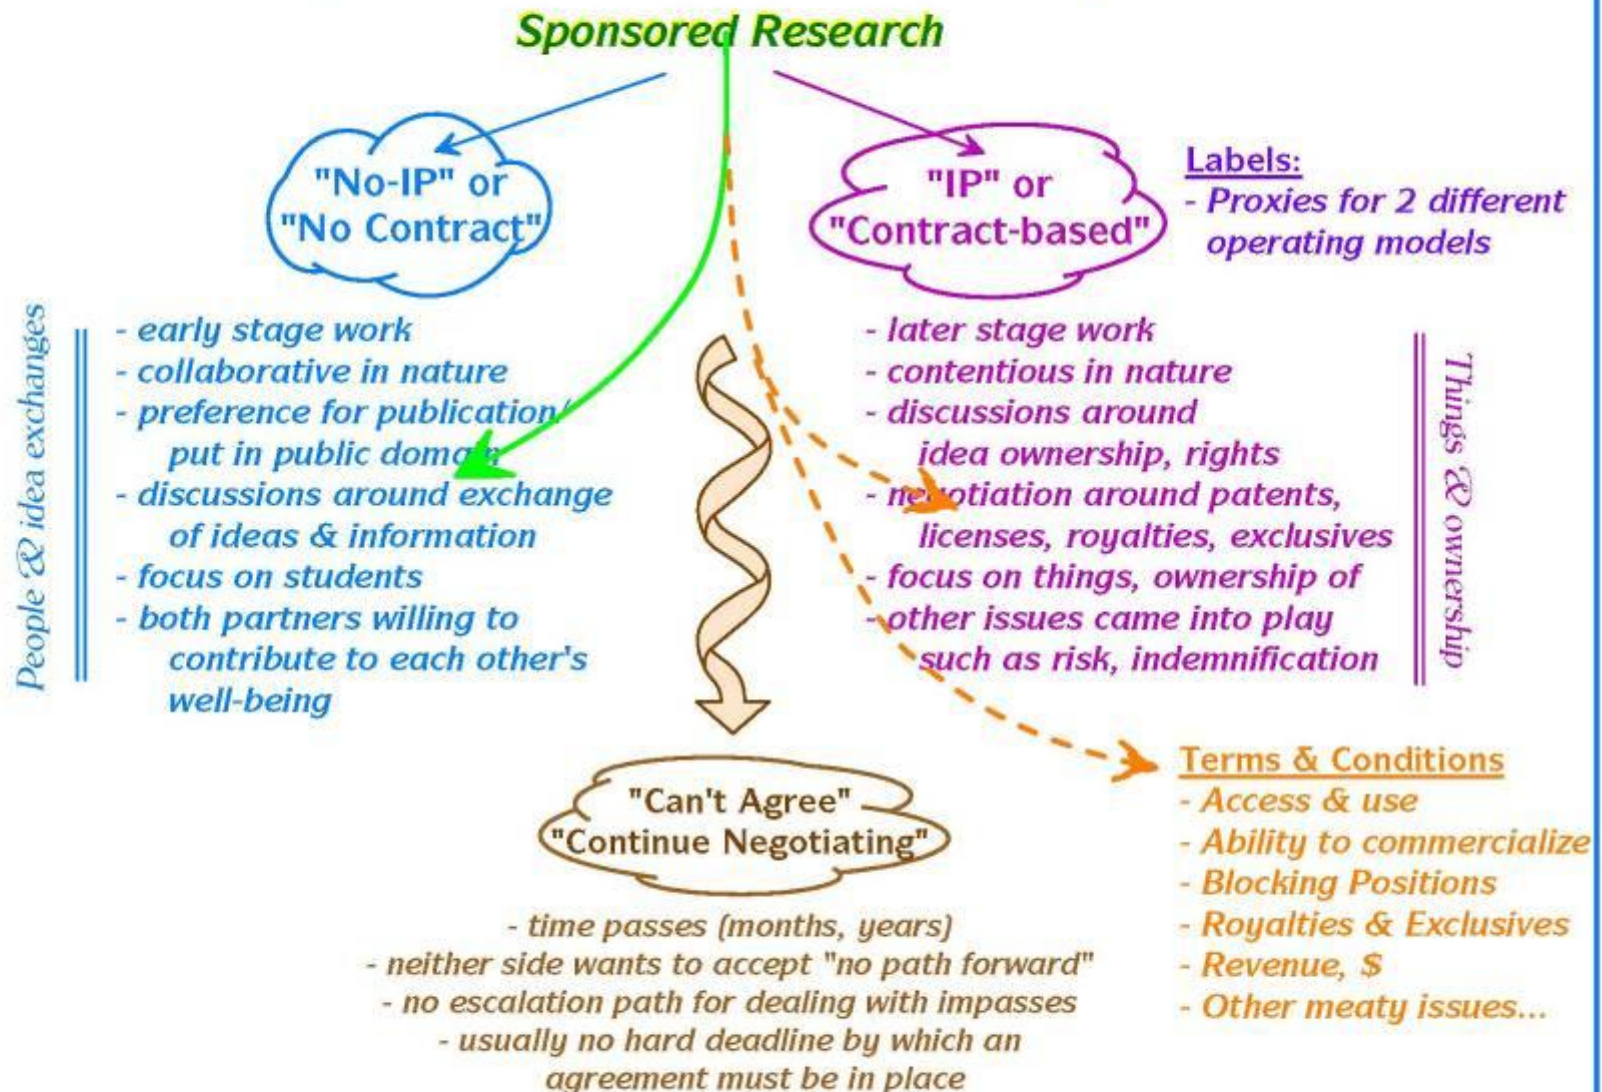 Sponsored Research
"No-IP" or
"No Contract"
"IP" or
"Contract-based"
Labels:
- Proxies for 2 different
operating models
People & idea exchanges
- early stage work
- collaborative in nature
- preference for publication/
put in public domain
- discussions around exchange
of ideas & information
- focus on students
- both partners willing to
contribute to each other's
well-being
- later stage work
- contentious in nature
- discussions around
idea ownership, rights
- negotiation around patents,
licenses, royalties, exclusives
- focus on things, ownership of
- other issues came into play
such as risk, indemnification
Things & ownership
"Can't Agree"
"Continue Negotiating"
- time passes (months, years)
- neither side wants to accept "no path forward"
- no escalation path for dealing with impasses
- usually no hard deadline by which an
agreement must be in place
Terms & Conditions
- Access & use
- Ability to commercialize
- Blocking Positions
- Royalties & Exclusives
- Revenue, $
- Other meaty issues...